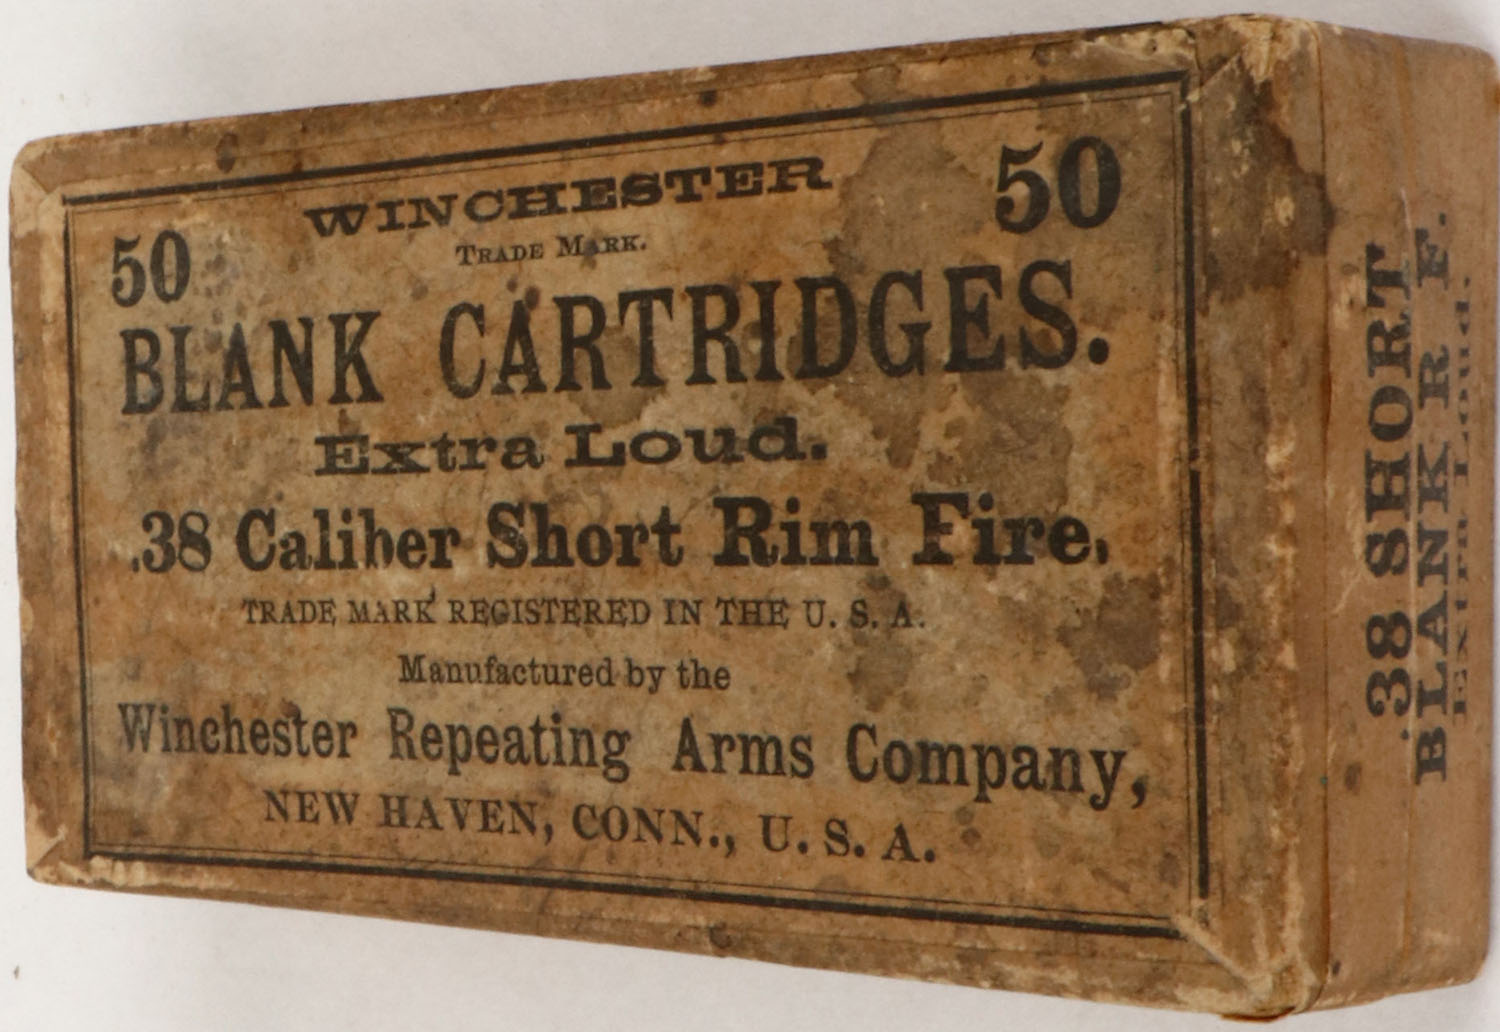 WINCHESTER
TRADE MARK.
50 50
BLANK CARTRIDGES.
Extra Loud.
.38 Caliber Short Rim Fire.
TRADE MARK REGISTERED IN THE U. S. A.
Manufactured by the
Winchester Repeating Arms Company,
NEW HAVEN, CONN., U. S. A.
.38 SHORT
BLANK R. F.
Extra Loud.